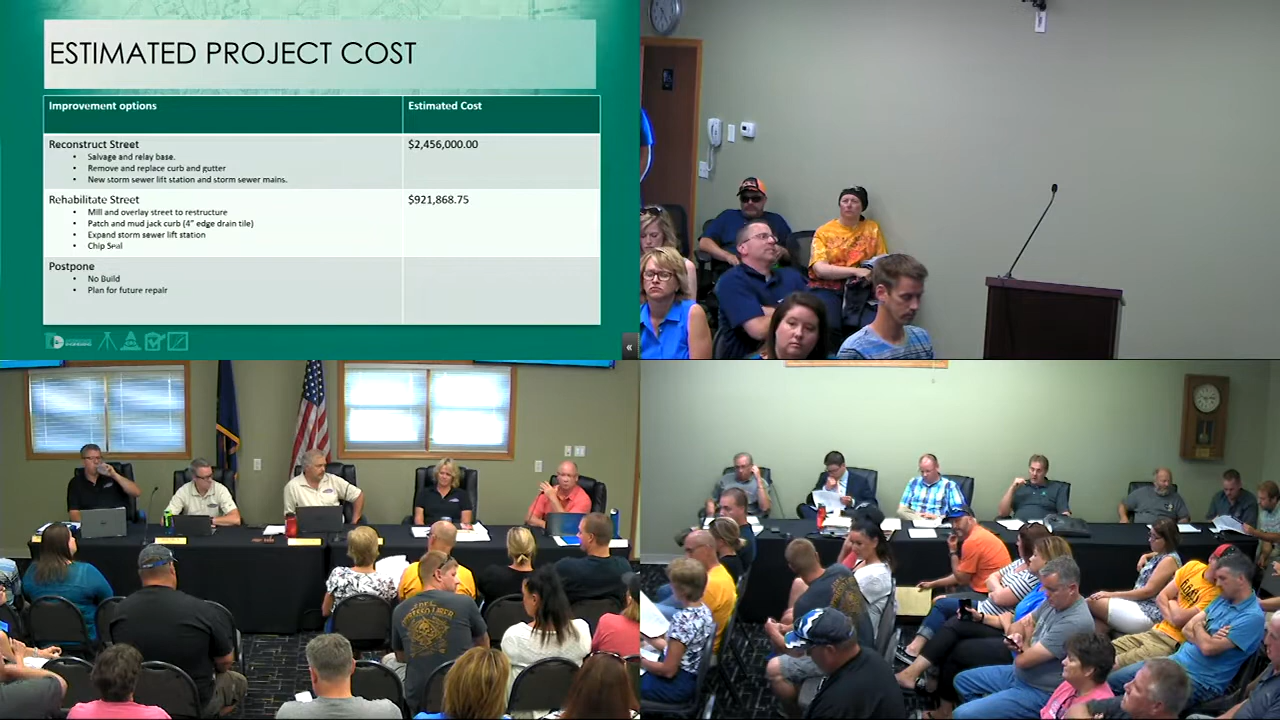 ESTIMATED PROJECT COST
Improvement options
Estimated Cost
Reconstruct Street
$2,456,000.00
• Salvage and relay base.
• Remove and replace curb and gutter
• New storm sewer lift station and storm sewer mains.
Rehabilitate Street
$921,868.75
• Mill and overlay street to restructure
• Patch and mud jack curb (4" edge drain tile)
• Expand storm sewer lift station
• Chip Seal
Postpone
• No Build
• Plan for future repair
«